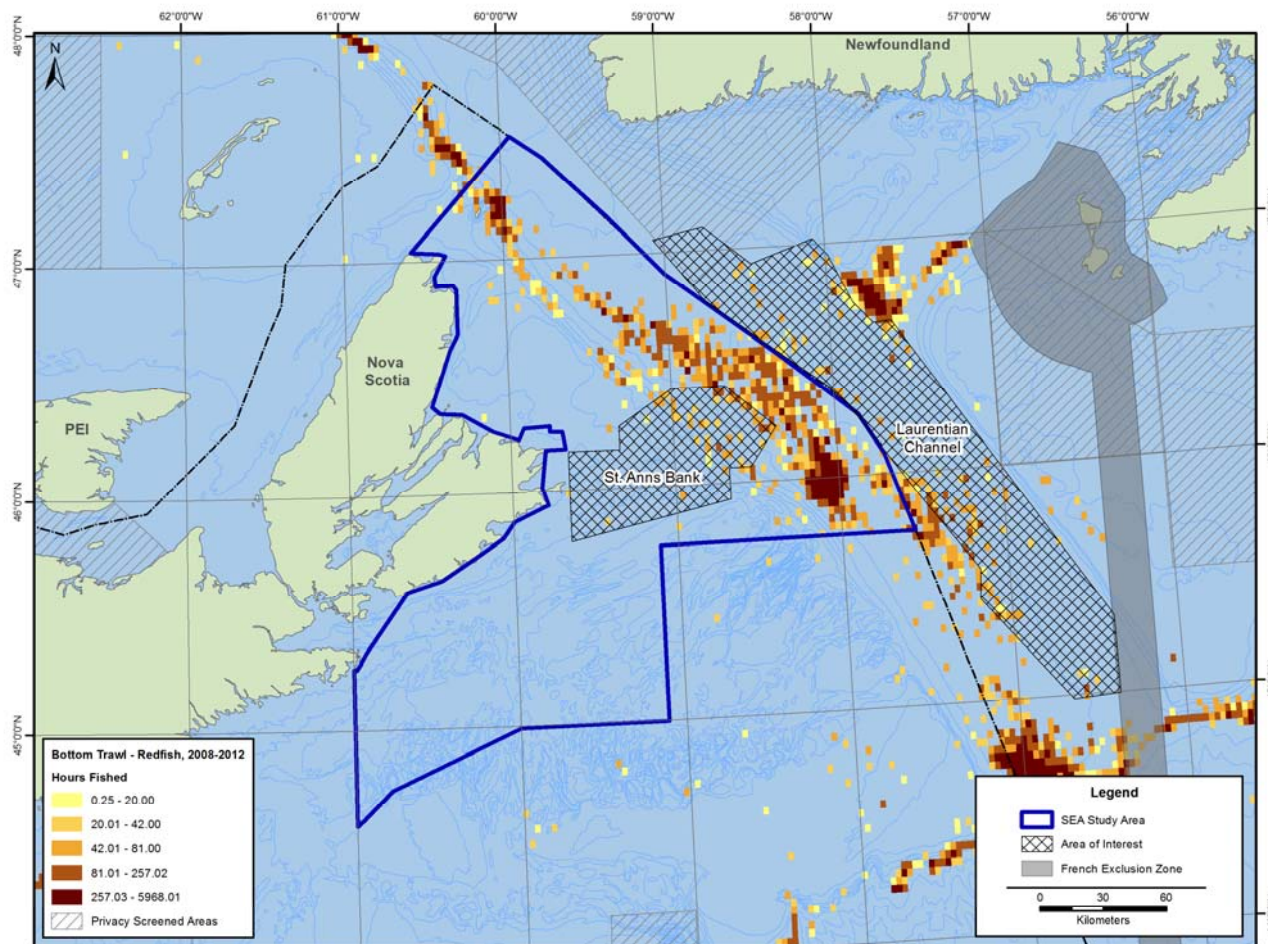 62°0'0"W 61°0'0"W 60°0'0"W 59°0'0"W 58°0'0"W 57°0'0"W 56°0'0"W
48°0'0"N
N
Newfoundland
47°0'0"N
Nova
Scotia
PEI
Laurentian
Channel
St. Anns Bank
46°0'0"N
45°0'0"N
Bottom Trawl - Redfish, 2008-2012
Hours Fished
0.25 - 20.00
20.01 - 42.00
42.01 - 81.00
81.01 - 257.02
257.03 - 5968.01
Privacy Screened Areas
Legend
SEA Study Area
Area of Interest
French Exclusion Zone
0 30 60
Kilometers